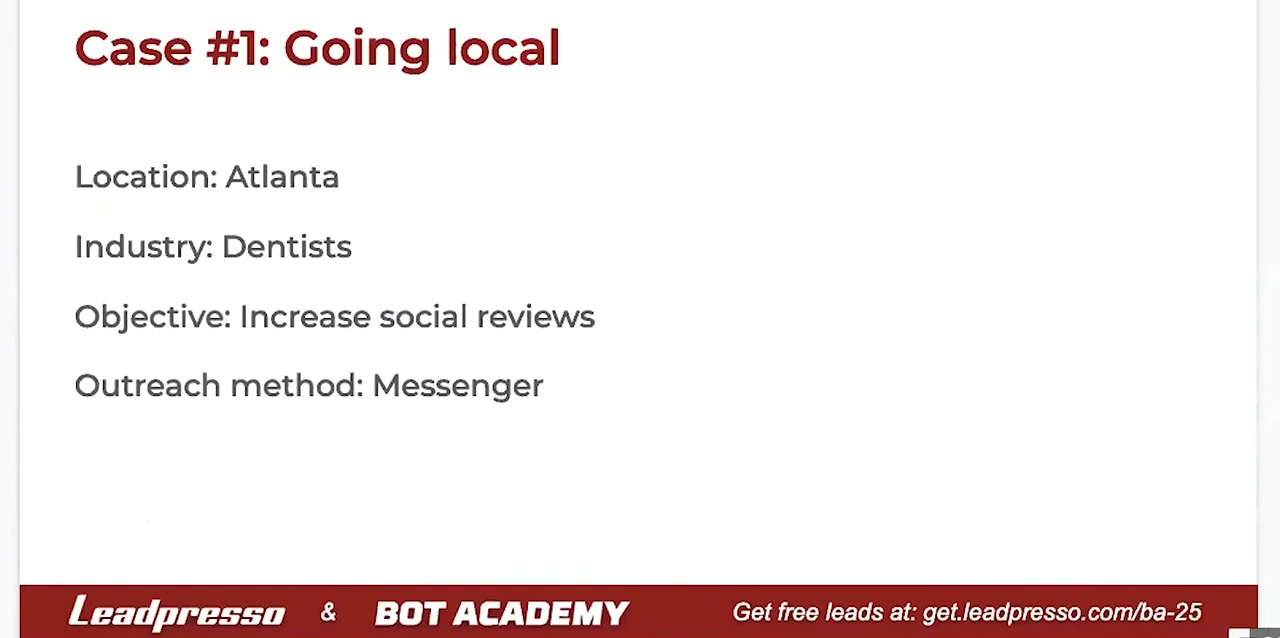 Case #1: Going local
Location: Atlanta
Industry: Dentists
Objective: Increase social reviews
Outreach method: Messenger
Leadpresso & BOT ACADEMY Get free leads at: get.leadpresso.com/ba-25